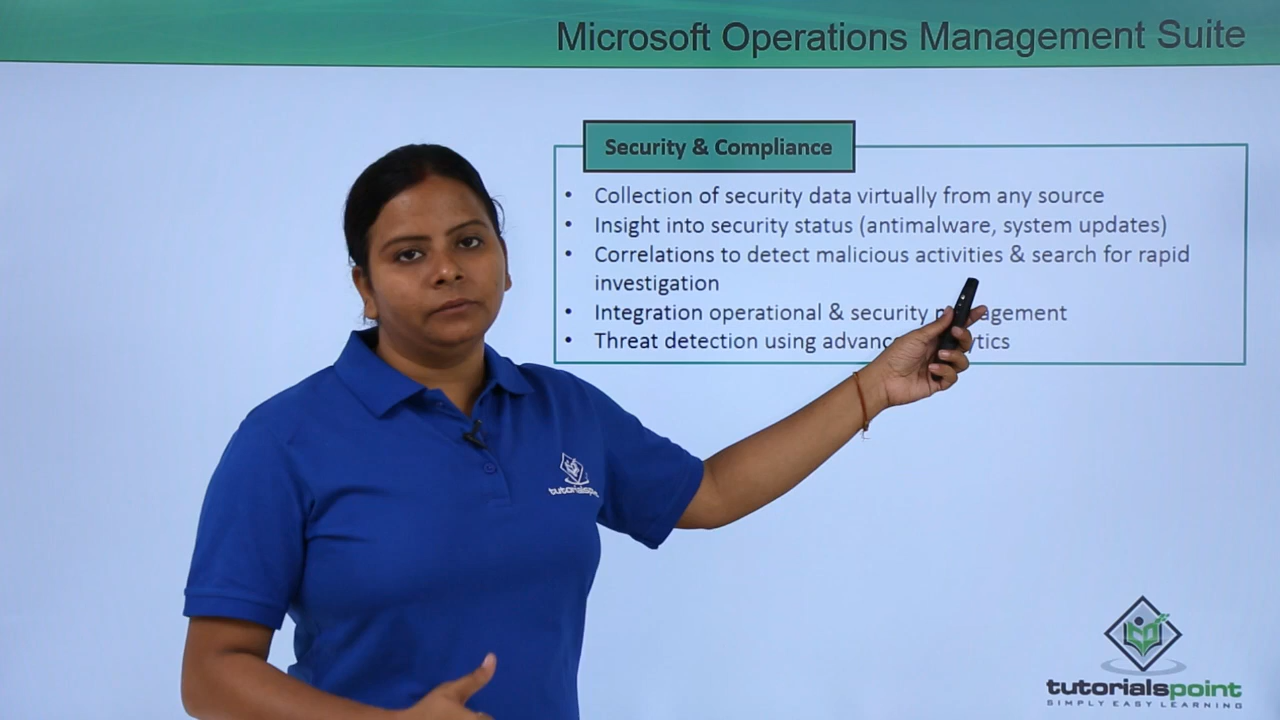 Microsoft Operations Management Suite
Security & Compliance
• Collection of security data virtually from any source
• Insight into security status (antimalware, system updates)
• Correlations to detect malicious activities & search for rapid
investigation
• Integration operational & security
• Threat detection using
tutorialspoint
tutorialspoint
SIMPLY EASY LEARNING